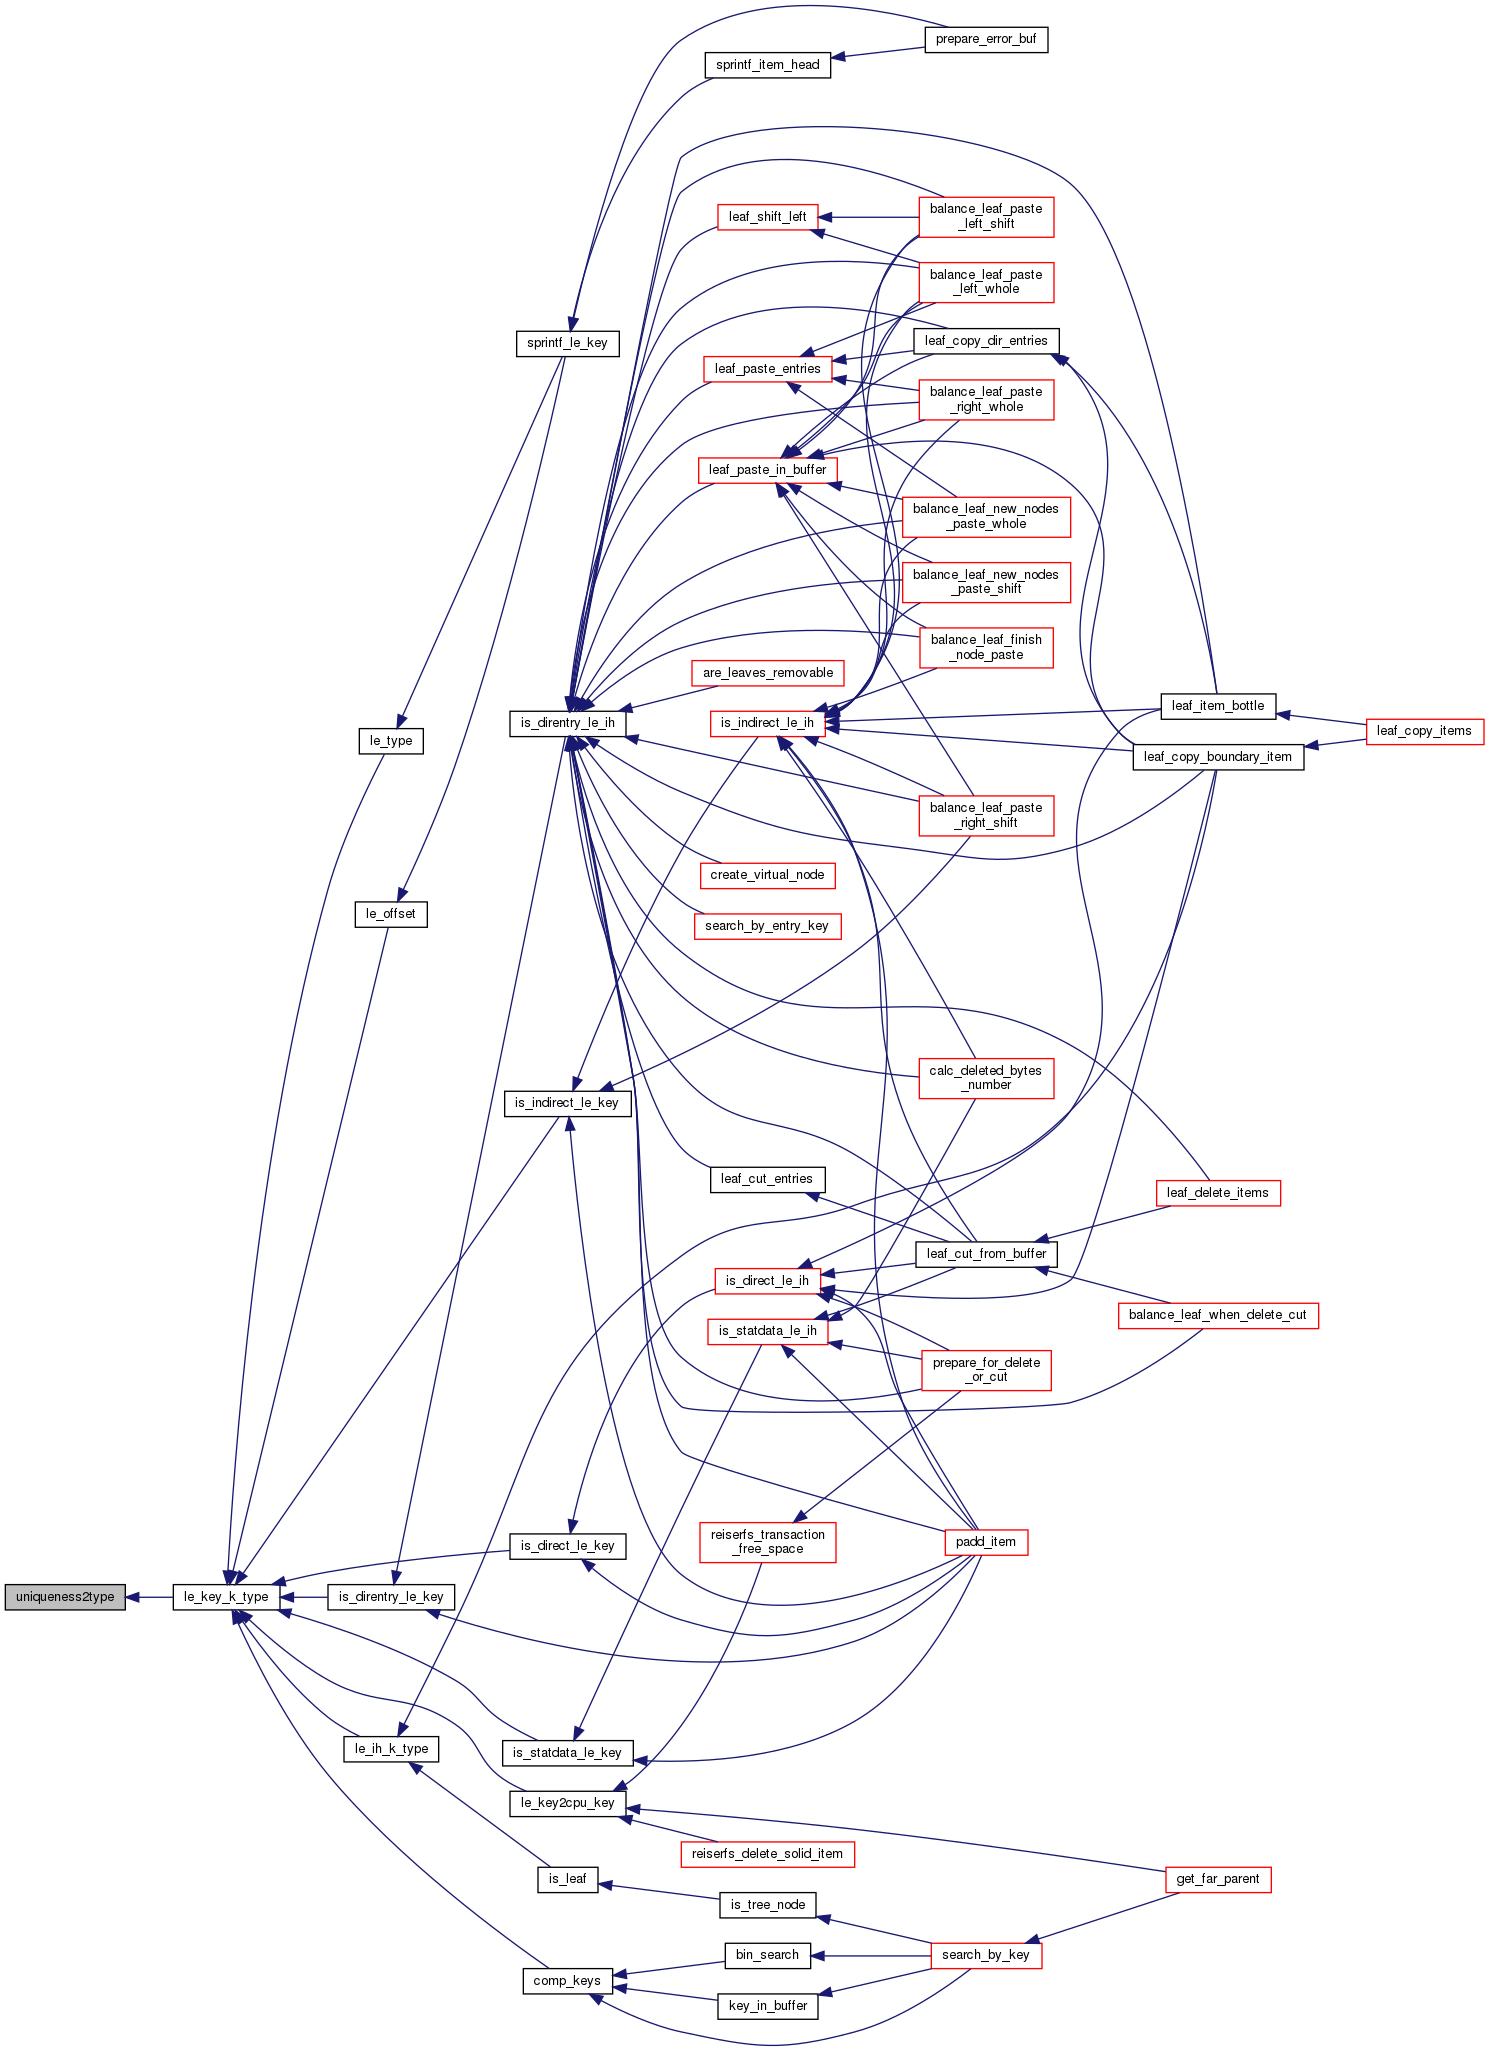 prepare_error_buf
sprintf_item_head
balance_leaf_paste
_left_shift
leaf_shift_left
balance_leaf_paste
_left_whole
sprintf_le_key
leaf_copy_dir_entries
leaf_paste_entries
balance_leaf_paste
_right_whole
leaf_paste_in_buffer
balance_leaf_new_nodes
_paste_whole
balance_leaf_new_nodes
_paste_shift
balance_leaf_finish
_node_paste
are_leaves_removable
leaf_item_bottle
is_direntry_le_ih
is_indirect_le_ih
leaf_copy_items
le_type
leaf_copy_boundary_item
balance_leaf_paste
_right_shift
create_virtual_node
le_offset
search_by_entry_key
calc_deleted_bytes
_number
is_indirect_le_key
leaf_cut_entries
leaf_delete_items
leaf_cut_from_buffer
is_direct_le_ih
balance_leaf_when_delete_cut
is_statdata_le_ih
prepare_for_delete
_or_cut
reiserfs_transaction
_free_space
padd_item
is_direct_le_key
uniqueness2type
le_key_k_type
is_direntry_le_key
le_ih_k_type
is_statdata_le_key
le_key2cpu_key
reiserfs_delete_solid_item
is_leaf
get_far_parent
is_tree_node
bin_search
search_by_key
comp_keys
key_in_buffer